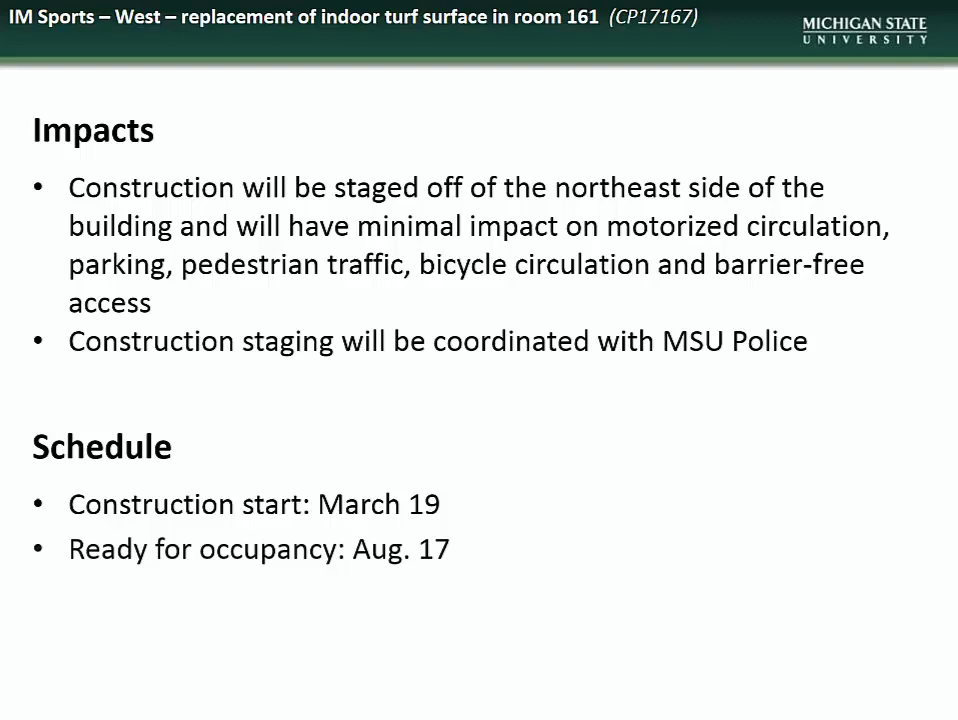 IM Sports – West – replacement of indoor turf surface in room 161 (CP17167)
MICHIGAN STATE
UNIVERSITY
Impacts
• Construction will be staged off of the northeast side of the
building and will have minimal impact on motorized circulation,
parking, pedestrian traffic, bicycle circulation and barrier-free
access
• Construction staging will be coordinated with MSU Police
Schedule
• Construction start: March 19
• Ready for occupancy: Aug. 17